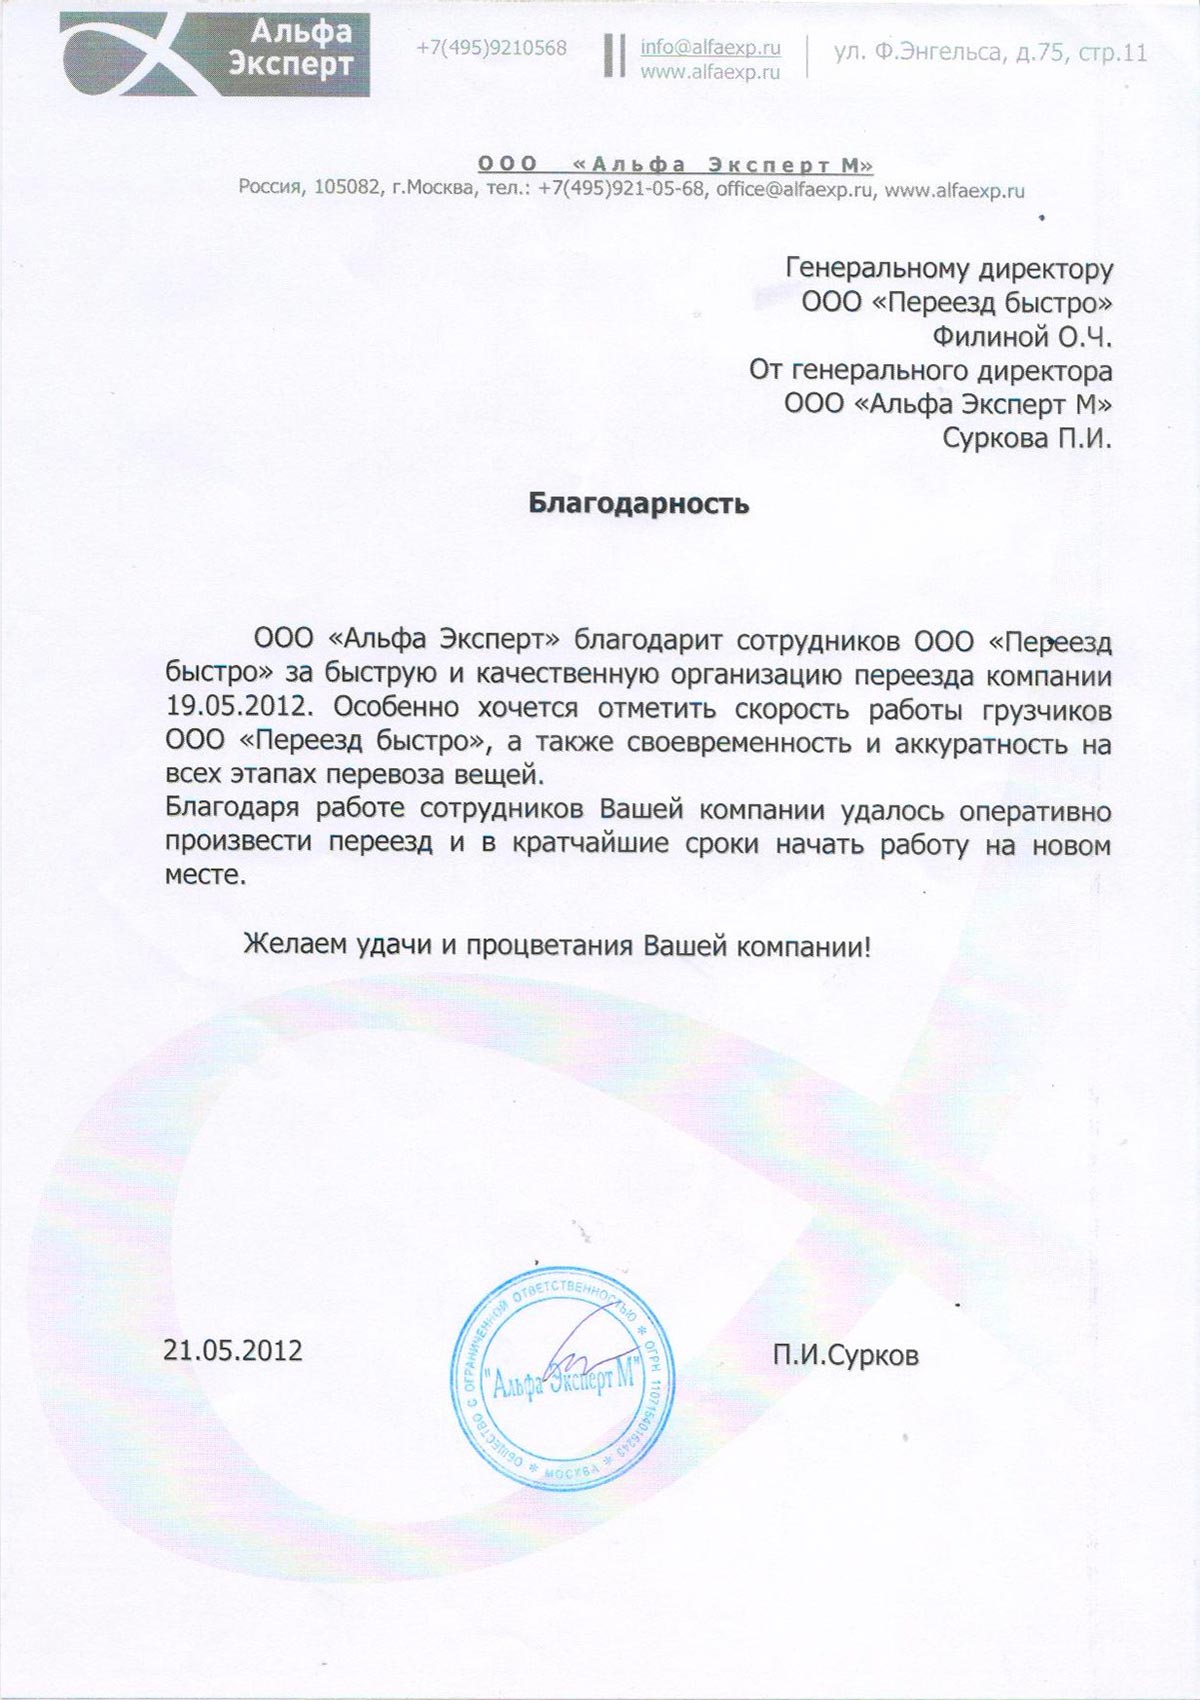 Альфа
Эксперт
+7(495)9210568
info@alfaexp.ru
www.alfaexp.ru
ул. Ф.Энгельса, д.75, стр.11
ООО «Альфа Эксперт М»
Россия, 105082, г.Москва, тел.: +7(495)921-05-68, office@alfaexp.ru, www.alfaexp.ru
Генеральному директору
ООО «Переезд быстро»
Филиной О.Ч.
От генерального директора
ООО «Альфа Эксперт М»
Суркова П.И.
Благодарность
ООО «Альфа Эксперт» благодарит сотрудников ООО «Переезд
быстро» за быструю и качественную организацию переезда компании
19.05.2012. Особенно хочется отметить скорость работы грузчиков
ООО «Переезд быстро», а также своевременность и аккуратность на
всех этапах перевоза вещей.
Благодаря работе сотрудников Вашей компании удалось оперативно
произвести переезд и в кратчайшие сроки начать работу на новом
месте.
Желаем удачи и процветания Вашей компании!
21.05.2012
ОБЩЕСТВО С ОГРАНИЧЕННОЙ ОТВЕТСТВЕННОСТЬЮ * ОГРН 1107154016243 * МОСКВА *
"Альфа Эксперт М"
П.И.Сурков